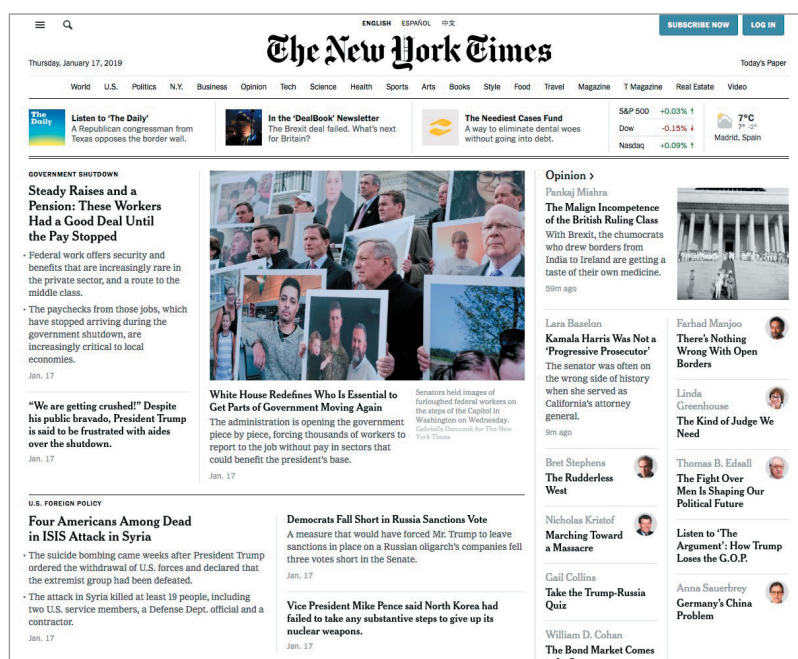 ENGLISH ESPAÑOL 中文
SUBSCRIBE NOW LOG IN
The New York Times
Thursday, January 17, 2019
Today's Paper
World U.S. Politics N.Y. Business Opinion Tech Science Health Sports Arts Books Style Food Travel Magazine T Magazine Real Estate Video
The
Daily
Listen to 'The Daily'
A Republican congressman from
Texas opposes the border wall.
In the 'DealBook' Newsletter
The Brexit deal failed. What's next
for Britain?
The Neediest Cases Fund
A way to eliminate dental woes
without going into debt.
S&P 500 +0.03% ↑
Dow -0.15% ↓
Nasdaq +0.09% ↑
7°C
7° -2°
Madrid, Spain
GOVERNMENT SHUTDOWN
Steady Raises and a
Pension: These Workers
Had a Good Deal Until
the Pay Stopped
• Federal work offers security and
benefits that are increasingly rare in
the private sector, and a route to the
middle class.
• The paychecks from those jobs, which
have stopped arriving during the
government shutdown, are
increasingly critical to local
economies.
Jan. 17
"We are getting crushed!" Despite
his public bravado, President Trump
is said to be frustrated with aides
over the shutdown.
Jan. 17
White House Redefines Who Is Essential to
Get Parts of Government Moving Again
The administration is opening the government
piece by piece, forcing thousands of workers to
report to the job without pay in sectors that
could benefit the president's base.
Jan. 17
Senators held images of
furloughed federal workers on
the steps of the Capitol in
Washington on Wednesday.
Gabriella Demczuk for The New
York Times
U.S. FOREIGN POLICY
Four Americans Among Dead
in ISIS Attack in Syria
• The suicide bombing came weeks after President Trump
ordered the withdrawal of U.S. forces and declared that
the extremist group had been defeated.
• The attack in Syria killed at least 19 people, including
two U.S. service members, a Defense Dept. official and a
contractor.
Jan. 17
Democrats Fall Short in Russia Sanctions Vote
A measure that would have forced Mr. Trump to leave
sanctions in place on a Russian oligarch's companies fell
three votes short in the Senate.
Jan. 17
Vice President Mike Pence said North Korea had
failed to take any substantive steps to give up its
nuclear weapons.
Jan. 17
Opinion >
Pankaj Mishra
The Malign Incompetence
of the British Ruling Class
With Brexit, the chumocrats
who drew borders from
India to Ireland are getting a
taste of their own medicine.
59m ago
Lara Bazelon
Kamala Harris Was Not a
'Progressive Prosecutor'
The senator was often on
the wrong side of history
when she served as
California's attorney
general.
9m ago
Bret Stephens
The Rudderless
West
Nicholas Kristof
Marching Toward
a Massacre
Gail Collins
Take the Trump-Russia
Quiz
William D. Cohan
The Bond Market Comes
Farhad Manjoo
There's Nothing
Wrong With Open
Borders
Linda
Greenhouse
The Kind of Judge We
Need
Thomas B. Edsall
The Fight Over
Men Is Shaping Our
Political Future
Listen to 'The
Argument': How Trump
Loses the G.O.P.
Anna Sauerbrey
Germany's China
Problem